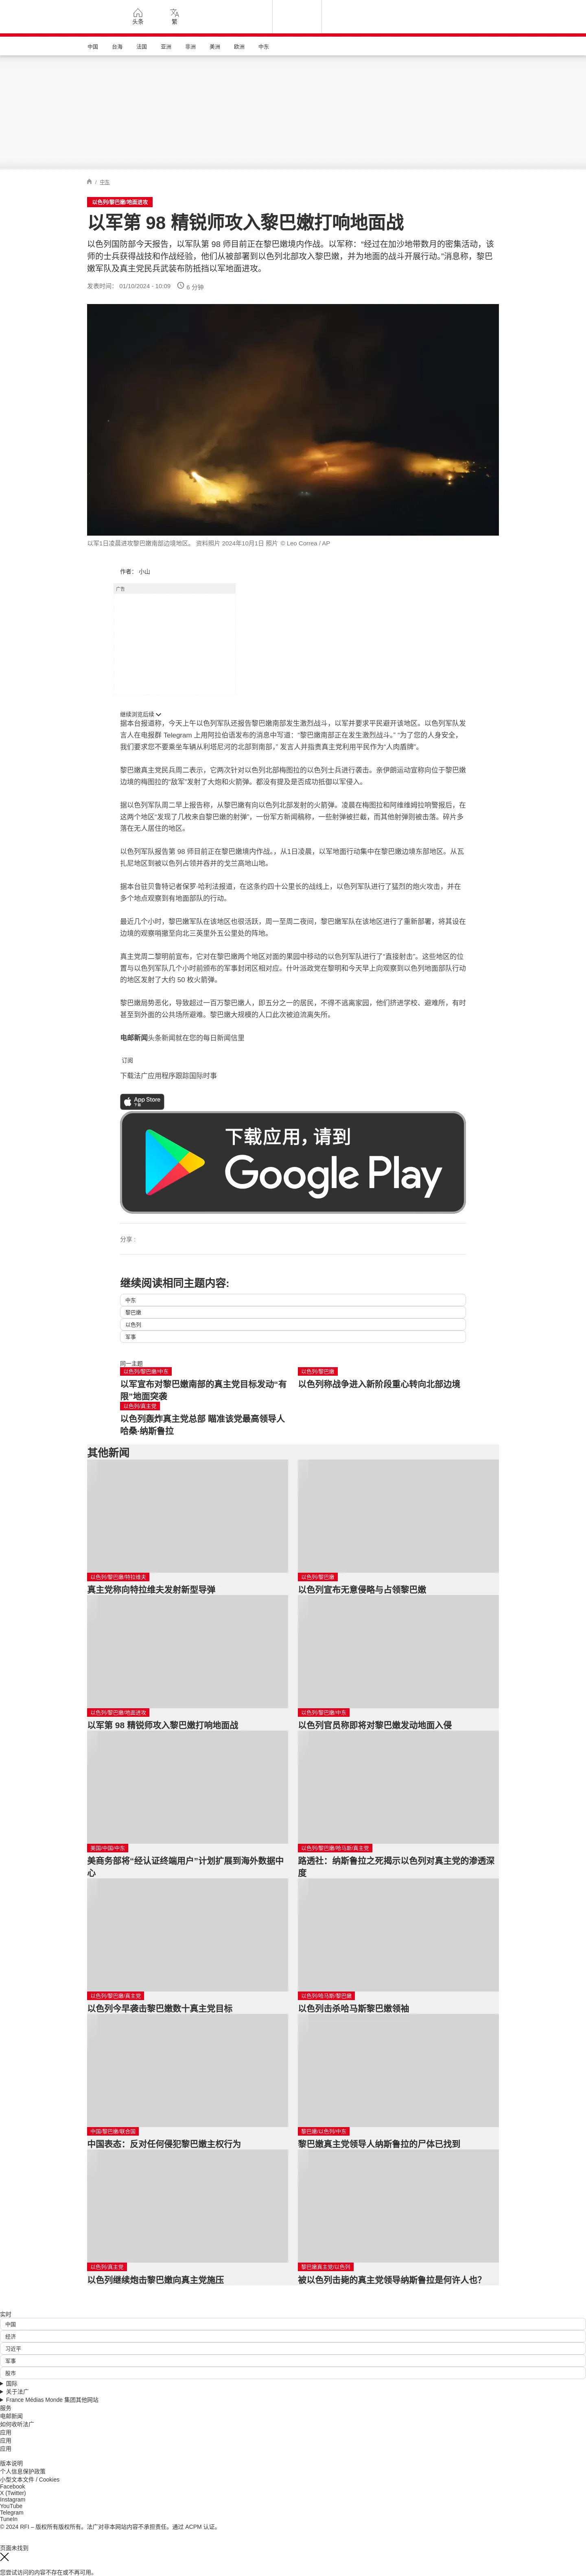 头条
繁
中国
台海
法国
亚洲
非洲
美洲
欧洲
中东
/ 中东
以色列/黎巴嫩/地面进攻
以军第 98 精锐师攻入黎巴嫩打响地面战
以色列国防部今天报告，以军队第 98 师目前正在黎巴嫩境内作战。以军称：“经过在加沙地带数月的密集活动，该
师的士兵获得战技和作战经验，他们从被部署到以色列北部攻入黎巴嫩，并为地面的战斗开展行动。”消息称，黎巴
嫩军队及真主党民兵武装布防抵挡以军地面进攻。
发表时间： 01/10/2024 - 10:09
6 分钟
以军1日凌晨进攻黎巴嫩南部边境地区。 资料照片 2024年10月1日 照片 © Leo Correa / AP
作者： 小山
广告
继续浏览后续
据本台报道称，今天上午以色列军队还报告黎巴嫩南部发生激烈战斗，以军并要求平民避开该地区。以色列军队发
言人在电报群 Telegram 上用阿拉伯语发布的消息中写道：“黎巴嫩南部正在发生激烈战斗。” “为了您的人身安全，
我们要求您不要乘坐车辆从利塔尼河的北部到南部，” 发言人并指责真主党利用平民作为“人肉盾牌”。
黎巴嫩真主党民兵周二表示，它两次针对以色列北部梅图拉的以色列士兵进行袭击。亲伊朗运动宣称向位于黎巴嫩
边境的梅图拉的“敌军”发射了大炮和火箭弹。都没有提及是否成功抵御以军侵入。
据以色列军队周二早上报告称，从黎巴嫩有向以色列北部发射的火箭弹。凌晨在梅图拉和阿维维姆拉响警报后，在
这两个地区“发现了几枚来自黎巴嫩的射弹”，一份军方新闻稿称，一些射弹被拦截，而其他射弹则被击落。碎片多
落在无人居住的地区。
以色列军队报告第 98 师目前正在黎巴嫩境内作战。，从1日凌晨，以军地面行动集中在黎巴嫩边境东部地区。从瓦
扎尼地区到被以色列占领并吞并的戈兰高地山地。
据本台驻贝鲁特记者保罗·哈利法报道，在这条约四十公里长的战线上，以色列军队进行了猛烈的炮火攻击，并在
多个地点观察到有地面部队的行动。
最近几个小时，黎巴嫩军队在该地区也很活跃，周一至周二夜间，黎巴嫩军队在该地区进行了重新部署，将其设在
边境的观察哨撤至向北三英里外五公里处的阵地。
真主党周二黎明前宣布，它对在黎巴嫩两个地区对面的果园中移动的以色列军队进行了“直接射击”。这些地区的位
置与以色列军队几个小时前颁布的军事封闭区相对应。什叶派政党在黎明和今天早上向观察到以色列地面部队行动
的地区发射了大约 50 枚火箭弹。
黎巴嫩局势恶化，导致超过一百万黎巴嫩人，即五分之一的居民，不得不逃离家园，他们挤进学校、避难所，有时
甚至到外面的公共场所避难。黎巴嫩大规模的人口此次被迫流离失所。
电邮新闻头条新闻就在您的每日新闻信里
订阅
下载法广应用程序跟踪国际时事
App Store
下载
下载应用，请到
Google Play
分享 :
继续阅读相同主题内容:
中东
黎巴嫩
以色列
军事
同一主题
以色列/黎巴嫩/中东
以军宣布对黎巴嫩南部的真主党目标发动“有
限”地面突袭
以色列/黎巴嫩
以色列称战争进入新阶段重心转向北部边境
以色列/真主党
以色列轰炸真主党总部 瞄准该党最高领导人
哈桑·纳斯鲁拉
其他新闻
以色列/黎巴嫩/特拉维夫
真主党称向特拉维夫发射新型导弹
以色列/黎巴嫩
以色列宣布无意侵略与占领黎巴嫩
以色列/黎巴嫩/地面进攻
以军第 98 精锐师攻入黎巴嫩打响地面战
以色列/黎巴嫩/中东
以色列官员称即将对黎巴嫩发动地面入侵
美国/中国/中东
美商务部将“经认证终端用户”计划扩展到海外数据中
心
以色列/黎巴嫩/哈马斯/真主党
路透社：纳斯鲁拉之死揭示以色列对真主党的渗透深
度
以色列/黎巴嫩/真主党
以色列今早袭击黎巴嫩数十真主党目标
以色列/哈马斯/黎巴嫩
以色列击杀哈马斯黎巴嫩领袖
中国/黎巴嫩/联合国
中国表态：反对任何侵犯黎巴嫩主权行为
黎巴嫩/以色列/中东
黎巴嫩真主党领导人纳斯鲁拉的尸体已找到
以色列/真主党
以色列继续炮击黎巴嫩向真主党施压
黎巴嫩真主党/以色列
被以色列击毙的真主党领导纳斯鲁拉是何许人也？
实时
中国
经济
习近平
军事
股市
国际
关于法广
France Médias Monde 集团其他网站
服务
电邮新闻
如何收听法广
应用
应用
应用
版本说明
个人信息保护政策
小型文本文件 / Cookies
Facebook
X (Twitter)
Instagram
YouTube
Telegram
TuneIn
© 2024 RFI – 版权所有版权所有。法广对非本网站内容不承担责任。通过 ACPM 认证。
页面未找到
您尝试访问的内容不存在或不再可用。